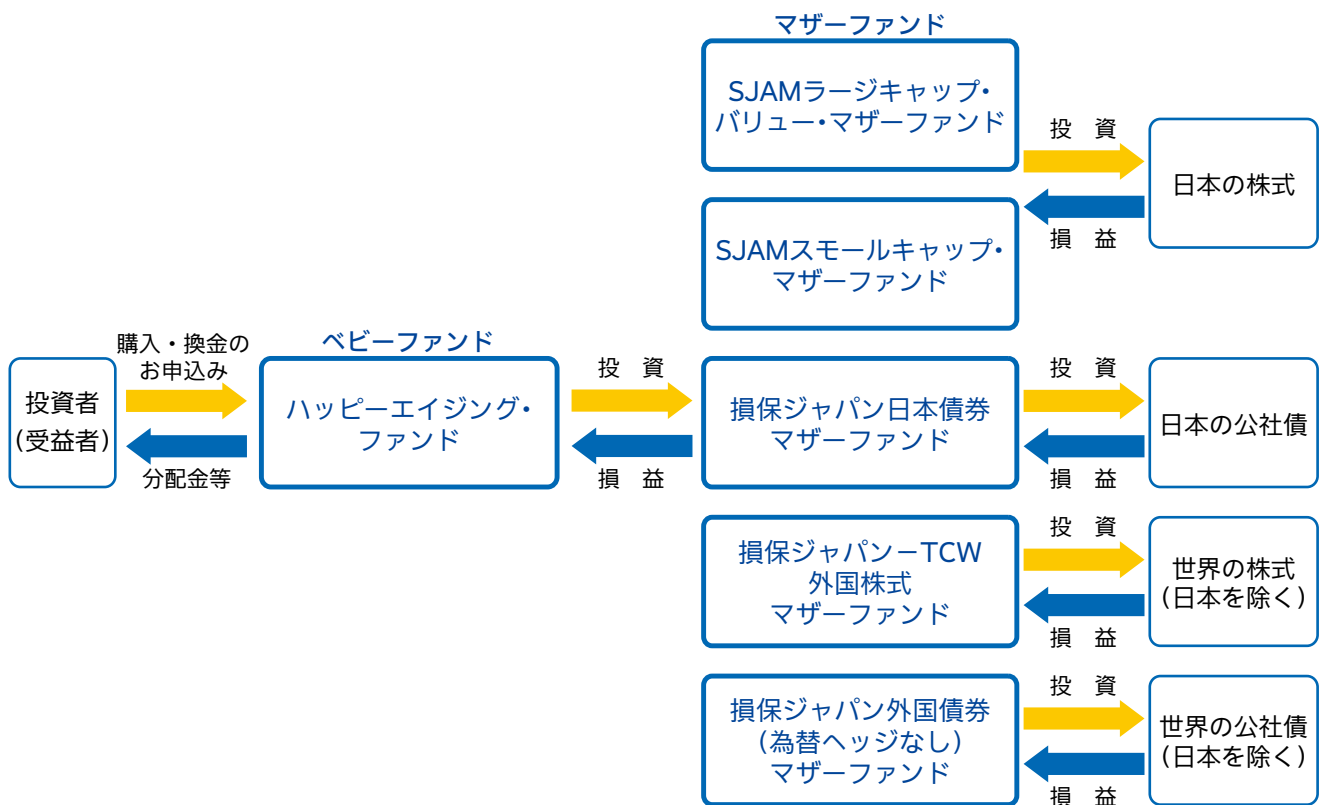 マザーファンド
SJAMラージキャップ・
バリュー・マザーファンド
投 資
日本の株式
損 益
SJAMスモールキャップ・
マザーファンド
投資者
(受益者)
購入・換金の
お申込み
分配金等
ベビーファンド
ハッピーエイジング・
ファンド
投 資
損 益
損保ジャパン日本債券
マザーファンド
投 資
損 益
日本の公社債
損保ジャパン－TCW
外国株式
マザーファンド
投 資
損 益
世界の株式
(日本を除く)
損保ジャパン外国債券
(為替ヘッジなし)
マザーファンド
投 資
損 益
世界の公社債
(日本を除く)